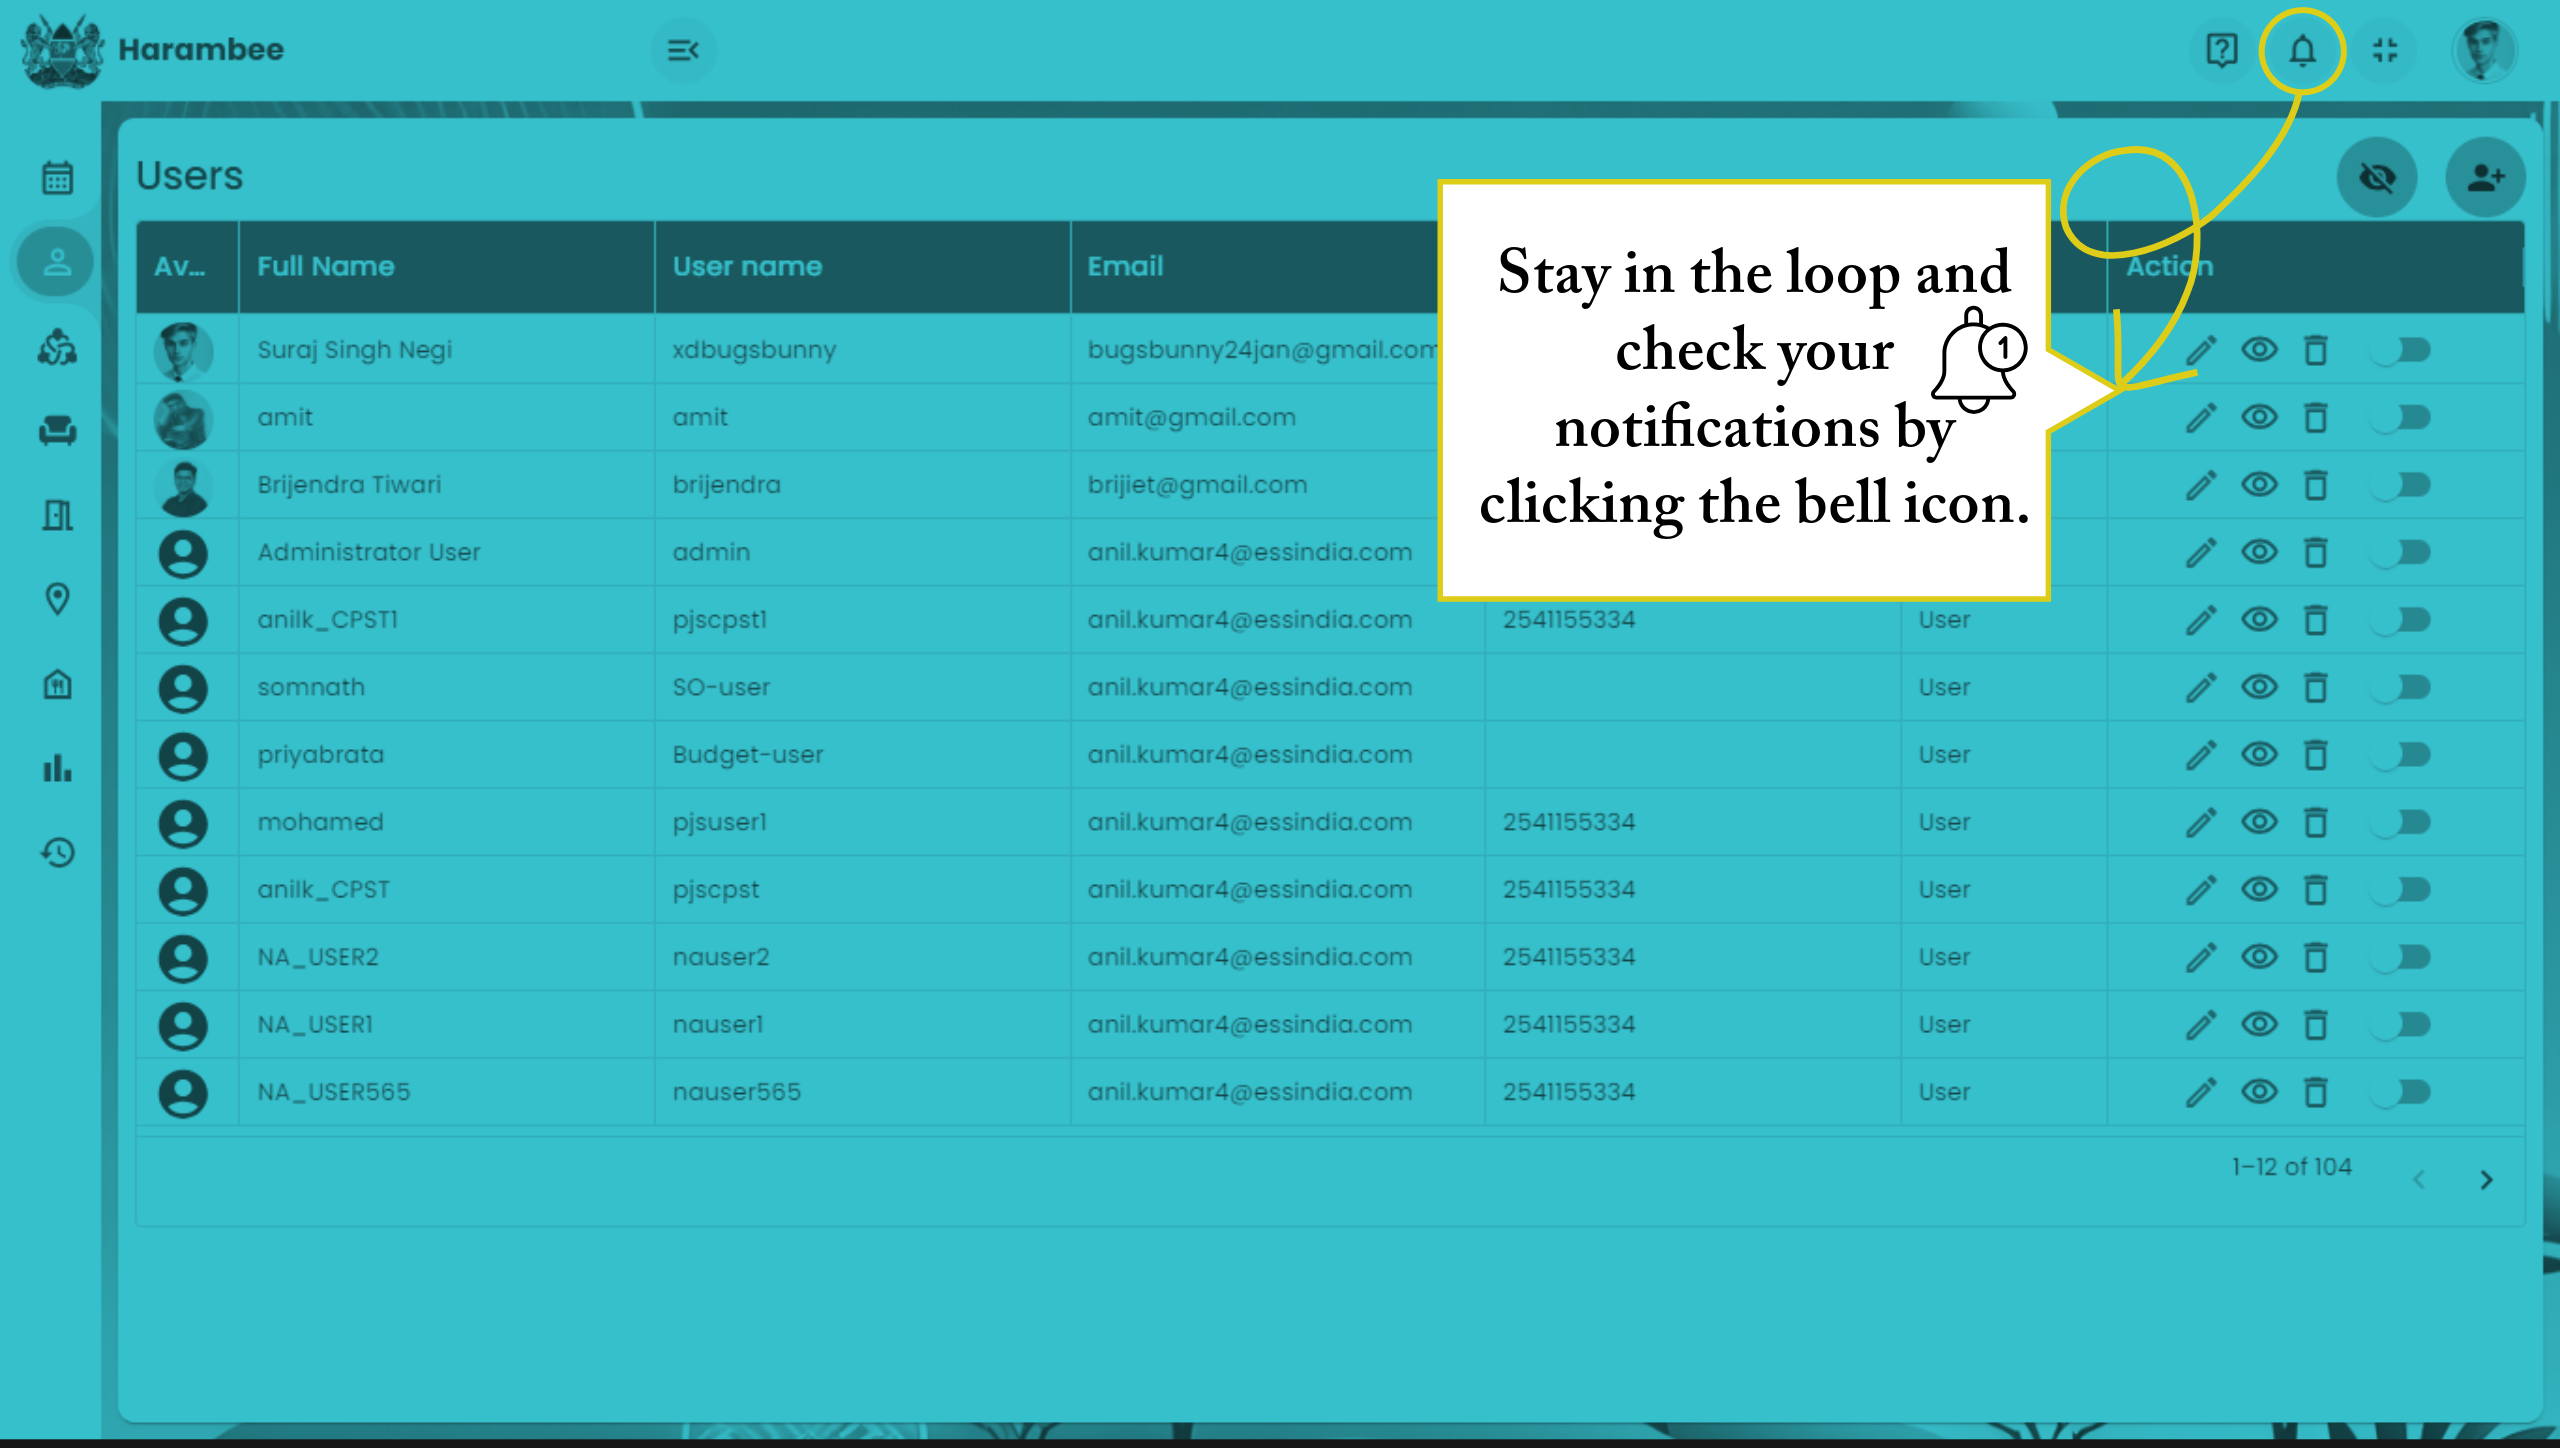 Harambee
Users
Av... Full Name User name Email Action
Stay in the loop and
check your
1
notifications by
clicking the bell icon.
Suraj Singh Negi xdbugsbunny bugsbunny24jan@gmail.com
amit amit amit@gmail.com
Brijendra Tiwari brijendra brijiet@gmail.com
Administrator User admin anil.kumar4@essindia.com
anilk_CPST1 pjscpst1 anil.kumar4@essindia.com 2541155334 User
somnath SO-user anil.kumar4@essindia.com User
priyabrata Budget-user anil.kumar4@essindia.com User
mohamed pjsuser1 anil.kumar4@essindia.com 2541155334 User
anilk_CPST pjscpst anil.kumar4@essindia.com 2541155334 User
NA_USER2 nauser2 anil.kumar4@essindia.com 2541155334 User
NA_USER1 nauser1 anil.kumar4@essindia.com 2541155334 User
NA_USER565 nauser565 anil.kumar4@essindia.com 2541155334 User
1–12 of 104